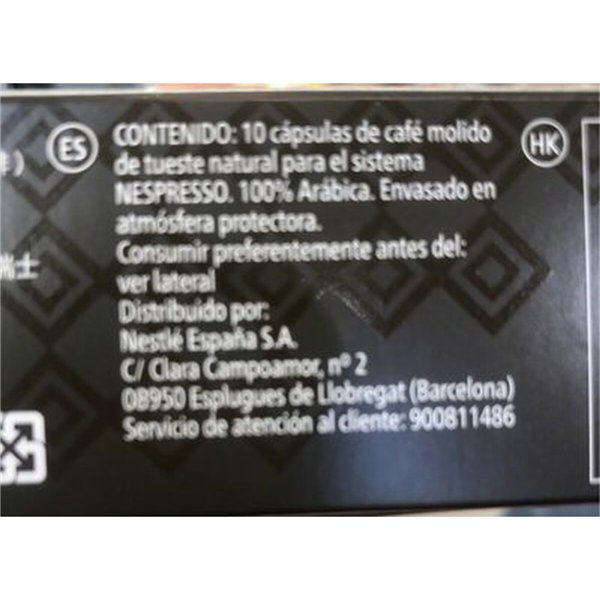 ES
CONTENIDO: 10 cápsulas de café molido
de tueste natural para el sistema
NESPRESSO. 100% Arábica. Envasado en
atmósfera protectora.
Consumir preferentemente antes del:
ver lateral
Distribuido por:
Nestlé España S.A.
C/ Clara Campoamor, nº 2
08950 Esplugues de Llobregat (Barcelona)
Servicio de atención al cliente: 900811486
HK
士